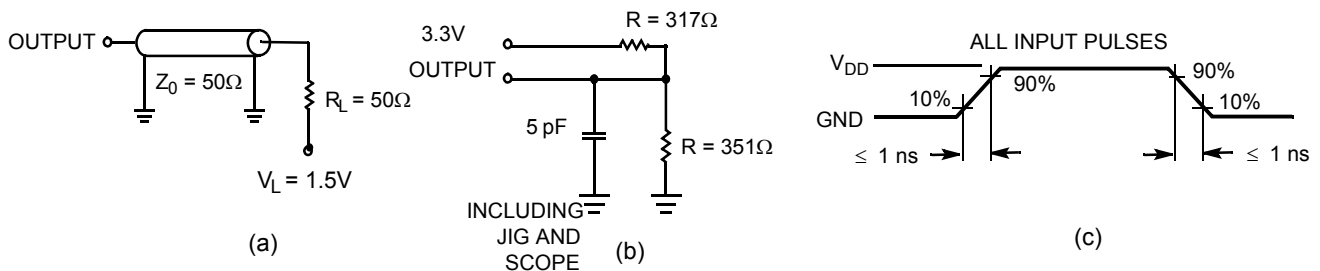 OUTPUT
Z0 = 50Ω
RL = 50Ω
VL = 1.5V
(a)
R = 317Ω
3.3V
OUTPUT
5 pF
R = 351Ω
INCLUDING
JIG AND
SCOPE
(b)
ALL INPUT PULSES
VDD
90%
90%
10%
10%
GND
≤ 1 ns
≤ 1 ns
(c)